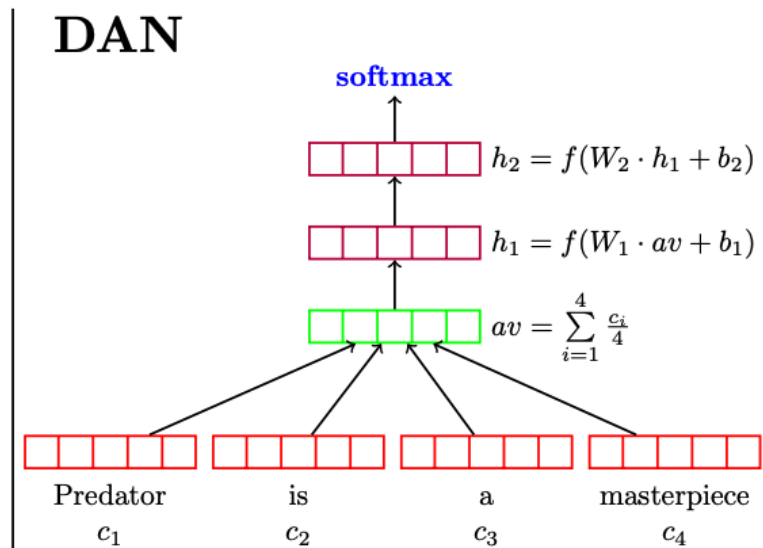 DAN
softmax
h₂ = f(W₂ · h₁ + b₂)
h₁ = f(W₁ · av + b₁)
av = ∑_{i=1}^{4} c_i/4
Predator is a masterpiece
c₁ c₂ c₃ c₄